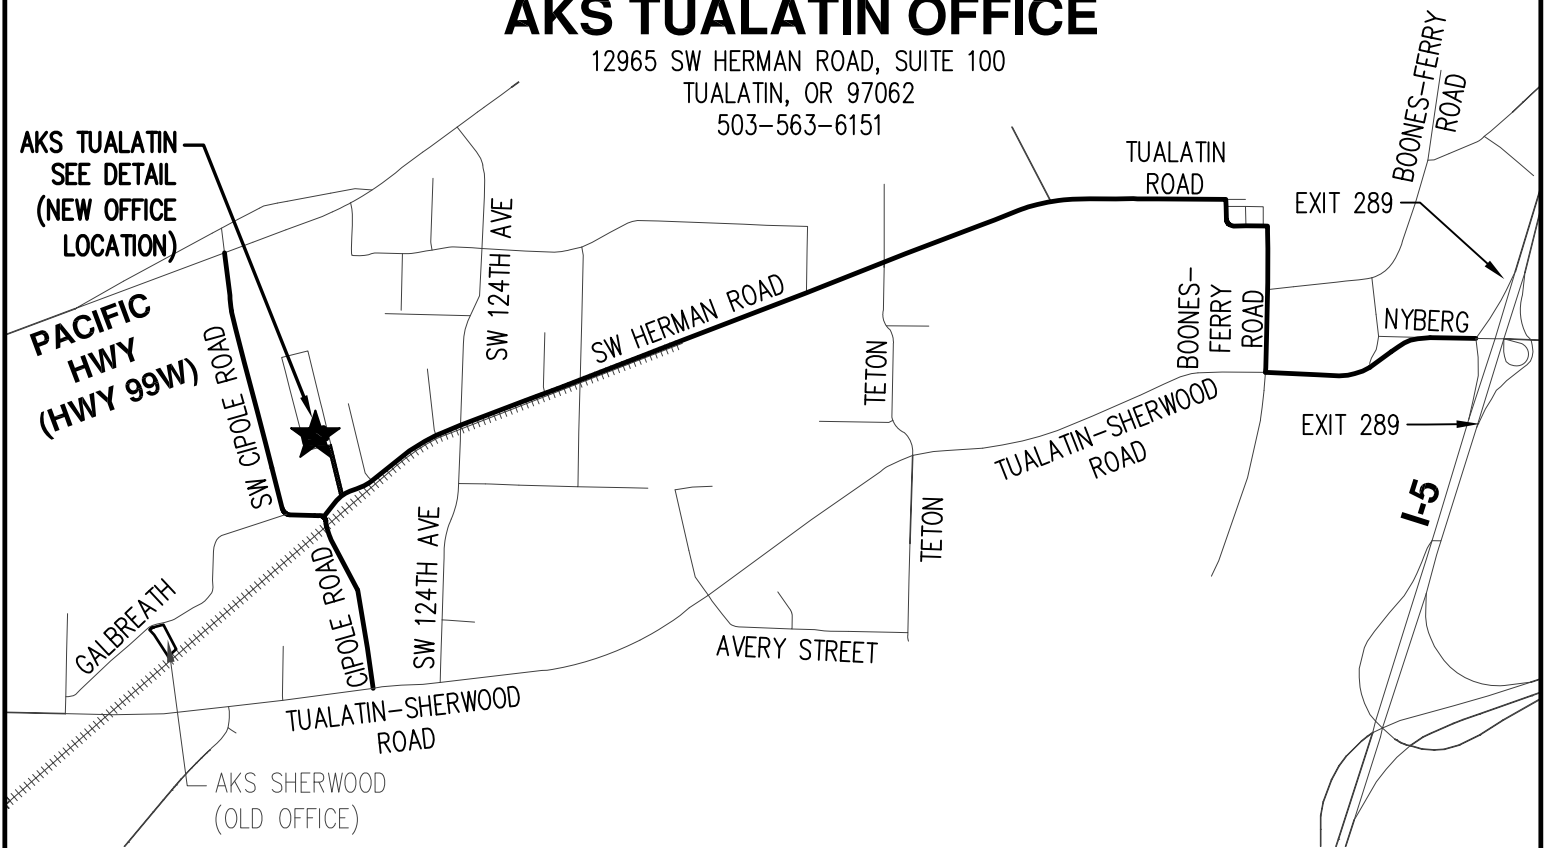 AKS TUALATIN OFFICE
12965 SW HERMAN ROAD, SUITE 100
TUALATIN, OR 97062
503-563-6151
AKS TUALATIN
SEE DETAIL
(NEW OFFICE
LOCATION)
PACIFIC
HWY
(HWY 99W)
SW CIPOLE ROAD
SW 124TH AVE
SW HERMAN ROAD
TUALATIN
ROAD
BOONES-FERRY
ROAD
EXIT 289
BOONES-
FERRY
ROAD
NYBERG
TETON
EXIT 289
TUALATIN-SHERWOOD
ROAD
I-5
GALBREATH
CIPOLE ROAD
SW 124TH AVE
TETON
AVERY STREET
TUALATIN-SHERWOOD
ROAD
AKS SHERWOOD
(OLD OFFICE)